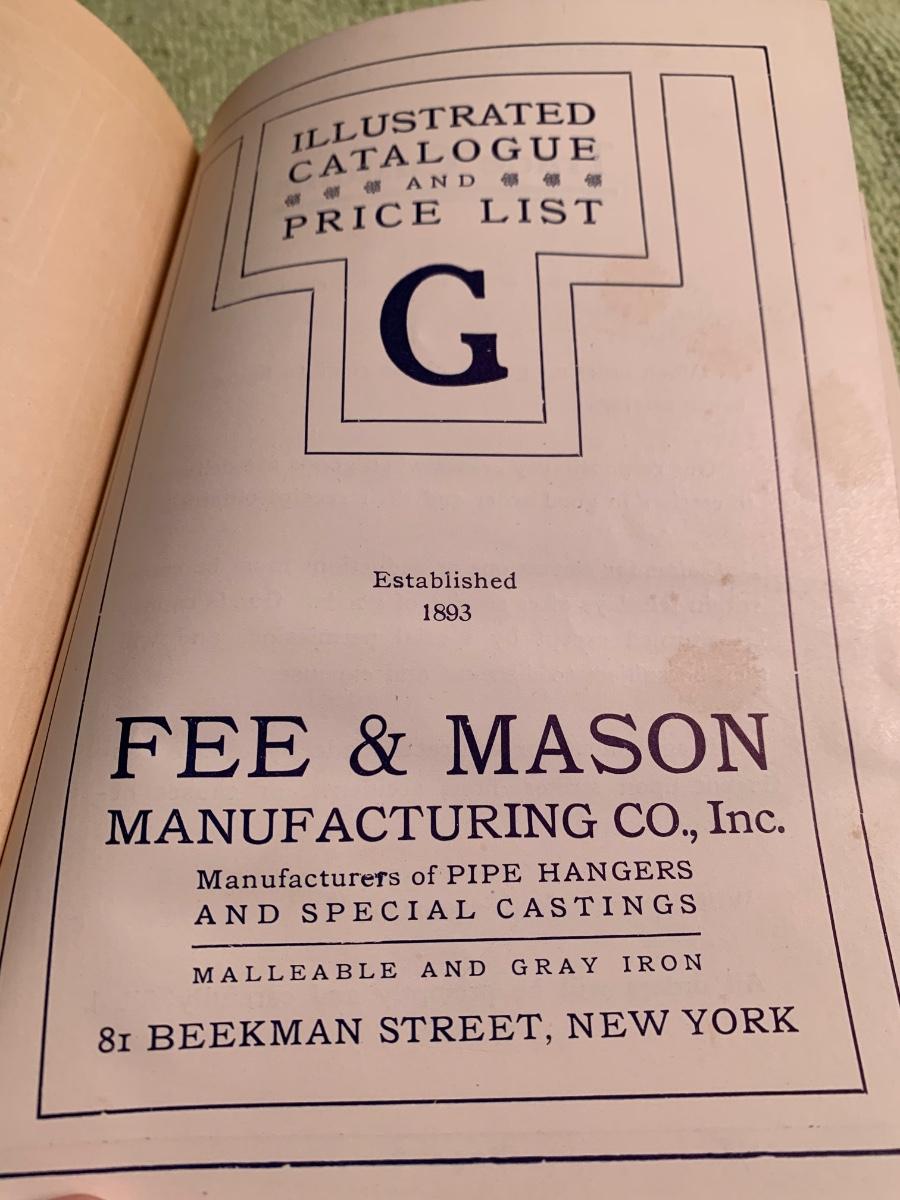 ILLUSTRATED
CATALOGUE
AND
PRICE LIST
G
Established
1893
FEE & MASON
MANUFACTURING CO., Inc.
Manufacturers of PIPE HANGERS
AND SPECIAL CASTINGS
MALLEABLE AND GRAY IRON
81 BEEKMAN STREET, NEW YORK